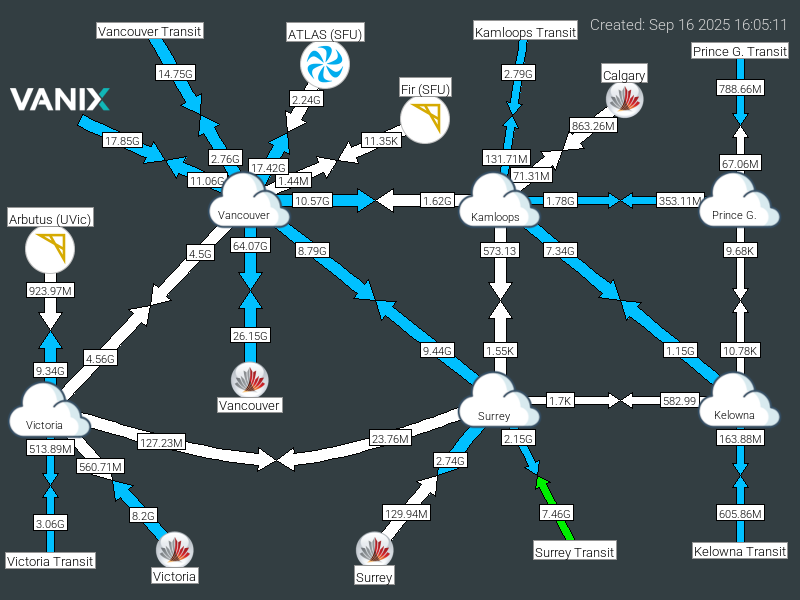 Created: Sep 16 2025 16:05:11
Vancouver Transit
ATLAS (SFU)
Kamloops Transit
Prince G. Transit
14.75G
2.24G
2.79G
Calgary
788.66M
Fir (SFU)
VANIX
17.85G
11.35K
863.26M
2.76G
17.42G
131.71M
67.06M
11.06G
1.44M
71.31M
10.57G
1.62G
1.78G
353.11M
Vancouver
Kamloops
Prince G.
Arbutus (UVic)
4.5G
64.07G
8.79G
573.13
7.34G
9.68K
923.97M
26.15G
9.34G
4.56G
9.44G
1.55K
1.15G
10.78K
Vancouver
1.7K
582.99
Victoria
Surrey
Kelowna
513.89M
127.23M
23.76M
2.15G
163.88M
560.71M
2.74G
3.06G
8.2G
129.94M
7.46G
605.86M
Victoria Transit
Victoria
Surrey
Surrey Transit
Kelowna Transit